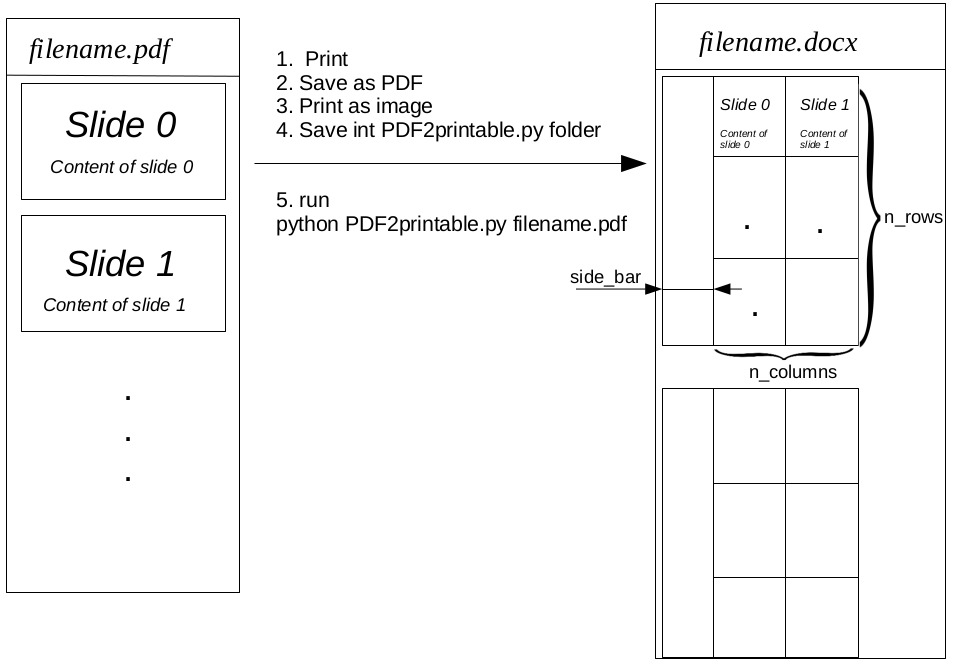 filename.pdf
Slide 0
Content of slide 0
Slide 1
Content of slide 1
.
.
.
1. Print
2. Save as PDF
3. Print as image
4. Save int PDF2printable.py folder
5. run
python PDF2printable.py filename.pdf
filename.docx
Slide 0
Content of
slide 0
Slide 1
Content of
slide 1
. .
.
n_rows
side_bar
n_columns